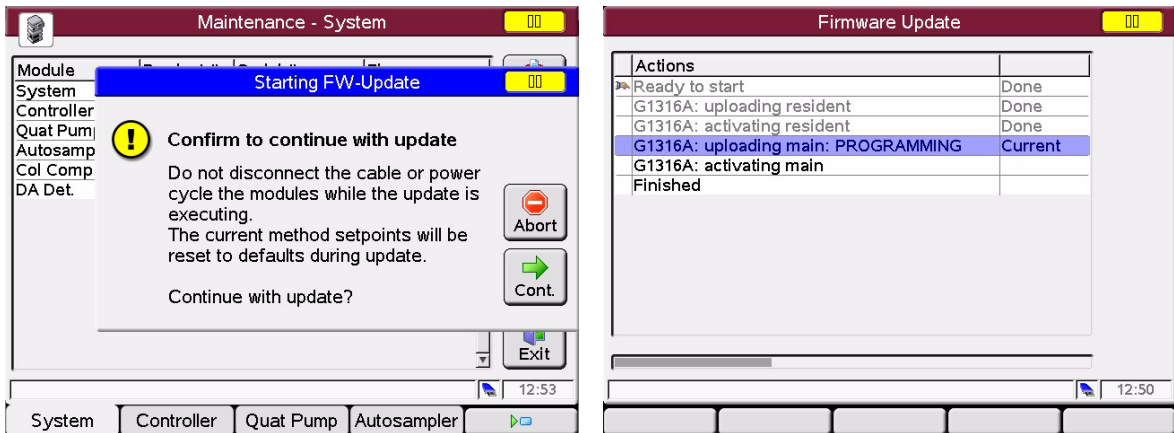 Maintenance - System
Module
System
Controller
Quat Pum
Autosamp
Col Comp
DA Det.
Starting FW-Update
Confirm to continue with update
Do not disconnect the cable or power
cycle the modules while the update is
executing.
The current method setpoints will be
reset to defaults during update.
Continue with update?
Abort
Cont.
Exit
12:53
System Controller Quat Pump Autosampler
Firmware Update
Actions
Ready to start Done
G1316A: uploading resident Done
G1316A: activating resident Done
G1316A: uploading main: PROGRAMMING Current
G1316A: activating main
Finished
12:50